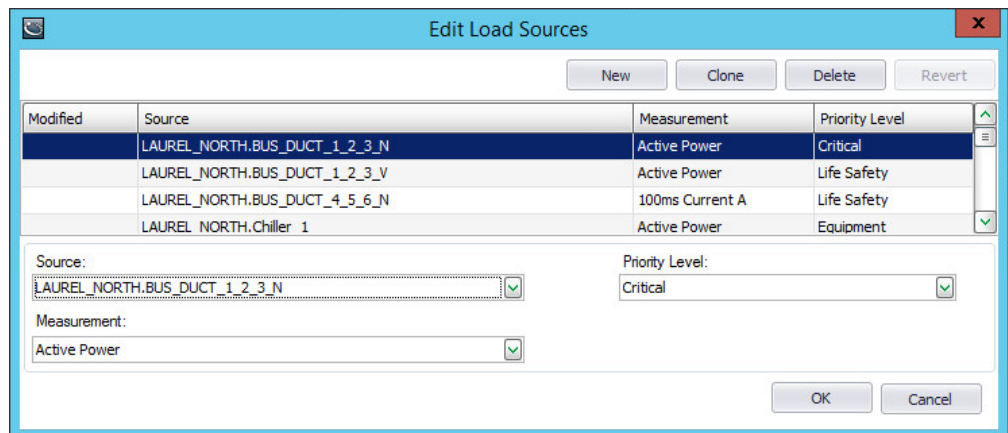 Edit Load Sources
x
New Clone Delete Revert
Modified Source Measurement Priority Level
LAUREL_NORTH.BUS_DUCT_1_2_3_N Active Power Critical
LAUREL_NORTH.BUS_DUCT_1_2_3_V Active Power Life Safety
LAUREL_NORTH.BUS_DUCT_4_5_6_N 100ms Current A Life Safety
LAUREL_NORTH.Chiller_1 Active Power Equipment
Source: Priority Level:
LAUREL_NORTH.BUS_DUCT_1_2_3_N Critical
Measurement:
Active Power
OK Cancel